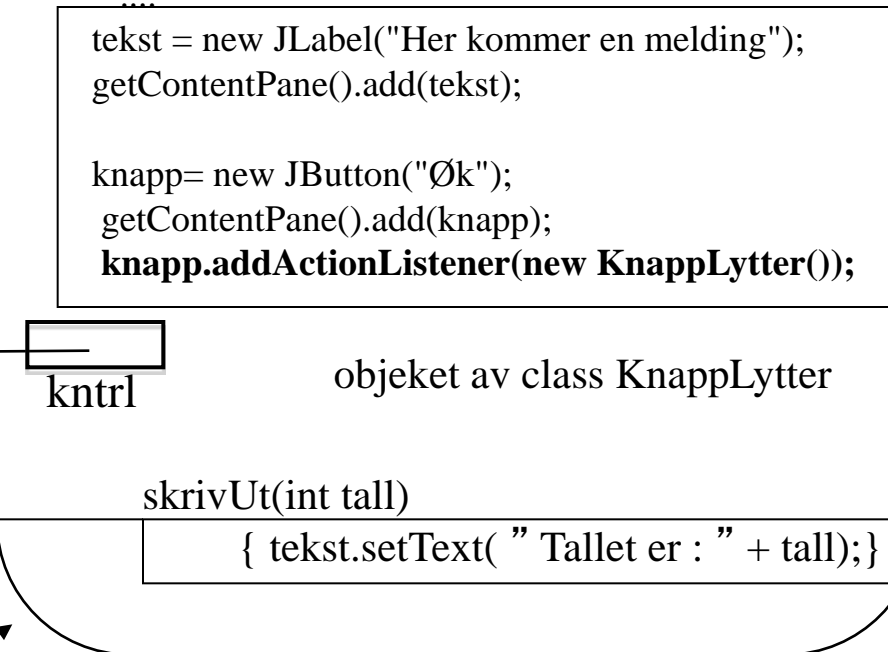 ....
tekst = new JLabel("Her kommer en melding");
getContentPane().add(tekst);
knapp= new JButton("Øk");
getContentPane().add(knapp);
knapp.addActionListener(new KnappLytter());
kntrl
objeket av class KnappLytter
skrivUt(int tall)
{ tekst.setText( ” Tallet er : ” + tall);}